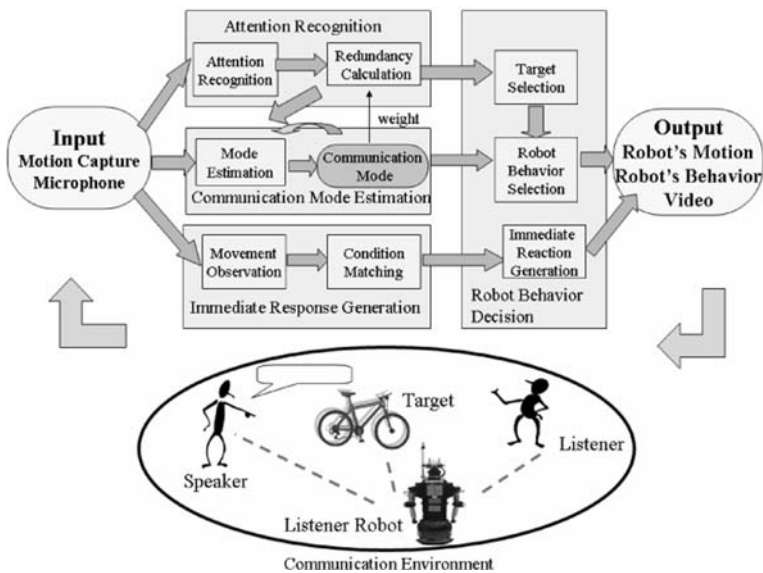 Attention Recognition
Attention
Recognition
Redundancy
Calculation
Target
Selection
weight
Input
Motion Capture
Microphone
Mode
Estimation
Communication
Mode
Communication Mode Estimation
Robot
Behavior
Selection
Output
Robot's Motion
Robot's Behavior
Video
Movement
Observation
Condition
Matching
Immediate
Reaction
Generation
Immediate Response Generation
Robot Behavior
Decision
Speaker
Target
Listener
Listener Robot
Communication Environment